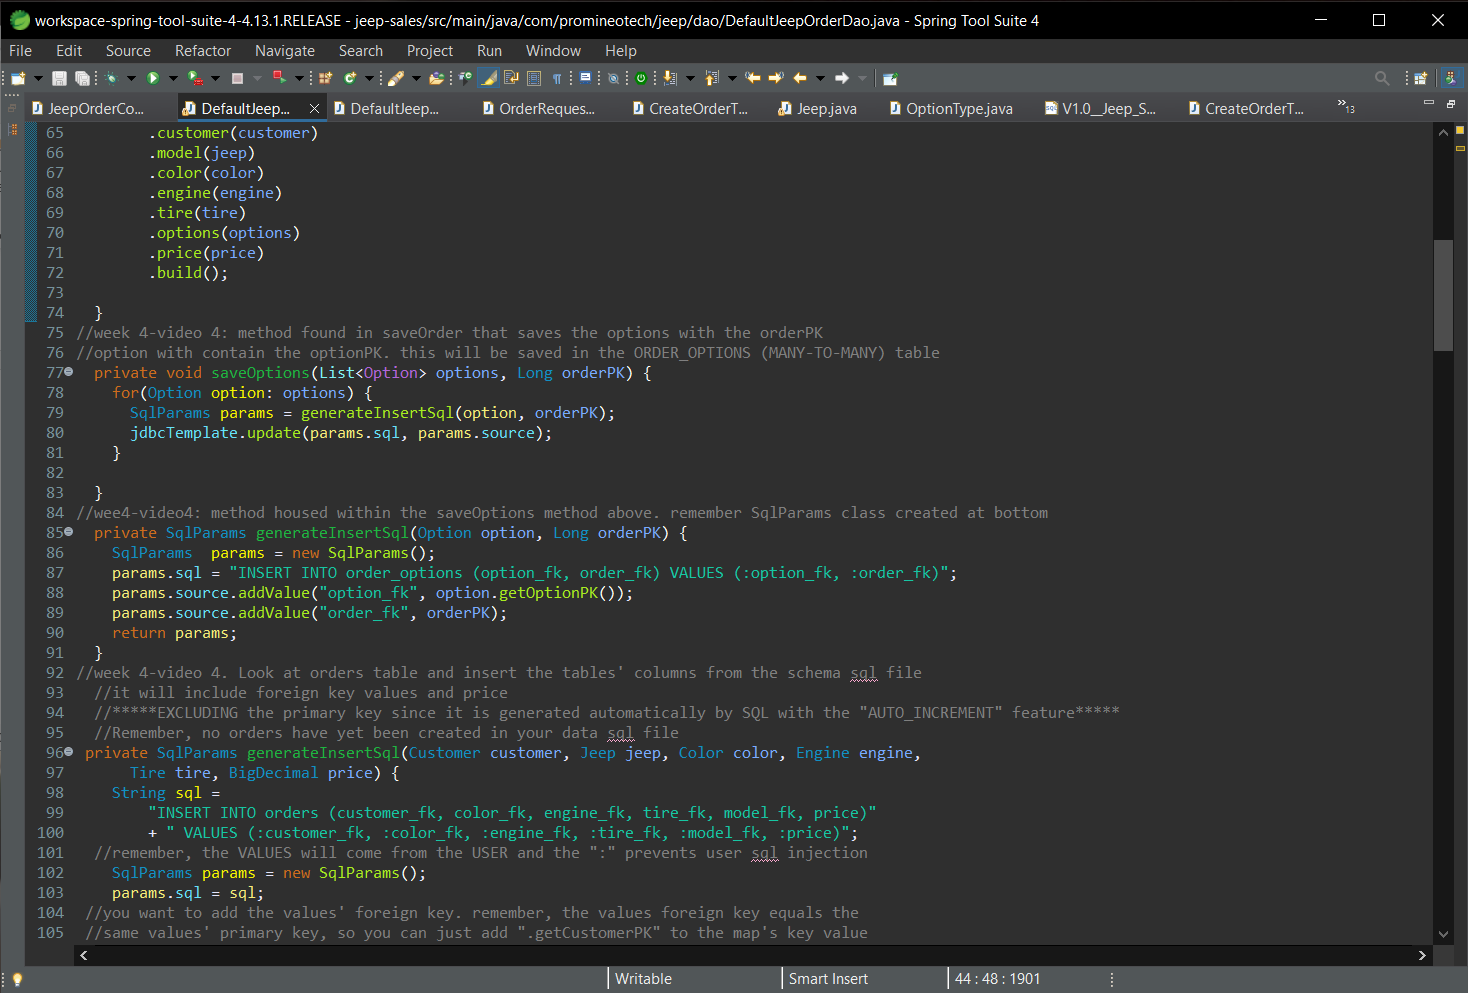 workspace-spring-tool-suite-4-4.13.1.RELEASE - jeep-sales/src/main/java/com/promineotech/jeep/dao/DefaultJeepOrderDao.java - Spring Tool Suite 4
File Edit Source Refactor Navigate Search Project Run Window Help
JeepOrderCo... DefaultJeep... DefaultJeep... OrderReques... CreateOrderT... Jeep.java OptionType.java V1.0__Jeep_S... CreateOrderT... »13
65 .customer(customer)
66 .model(jeep)
67 .color(color)
68 .engine(engine)
69 .tire(tire)
70 .options(options)
71 .price(price)
72 .build();
73
74 }
75 //week 4-video 4: method found in saveOrder that saves the options with the orderPK
76 //option with contain the optionPK. this will be saved in the ORDER_OPTIONS (MANY-TO-MANY) table
77 private void saveOptions(List<Option> options, Long orderPK) {
78 for(Option option: options) {
79 SqlParams params = generateInsertSql(option, orderPK);
80 jdbcTemplate.update(params.sql, params.source);
81 }
82
83 }
84 //wee4-video4: method housed within the saveOptions method above. remember SqlParams class created at bottom
85 private SqlParams generateInsertSql(Option option, Long orderPK) {
86 SqlParams  params = new SqlParams();
87 params.sql = "INSERT INTO order_options (option_fk, order_fk) VALUES (:option_fk, :order_fk)";
88 params.source.addValue("option_fk", option.getOptionPK());
89 params.source.addValue("order_fk", orderPK);
90 return params;
91 }
92 //week 4-video 4. Look at orders table and insert the tables' columns from the schema sql file
93 //it will include foreign key values and price
94 //*****EXCLUDING the primary key since it is generated automatically by SQL with the "AUTO_INCREMENT" feature*****
95 //Remember, no orders have yet been created in your data sql file
96 private SqlParams generateInsertSql(Customer customer, Jeep jeep, Color color, Engine engine,
97 Tire tire, BigDecimal price) {
98 String sql =
99 "INSERT INTO orders (customer_fk, color_fk, engine_fk, tire_fk, model_fk, price)"
100 + " VALUES (:customer_fk, :color_fk, :engine_fk, :tire_fk, :model_fk, :price)";
101 //remember, the VALUES will come from the USER and the ":" prevents user sql injection
102 SqlParams params = new SqlParams();
103 params.sql = sql;
104 //you want to add the values' foreign key. remember, the values foreign key equals the
105 //same values' primary key, so you can just add ".getCustomerPK" to the map's key value
Writable Smart Insert 44 : 48 : 1901